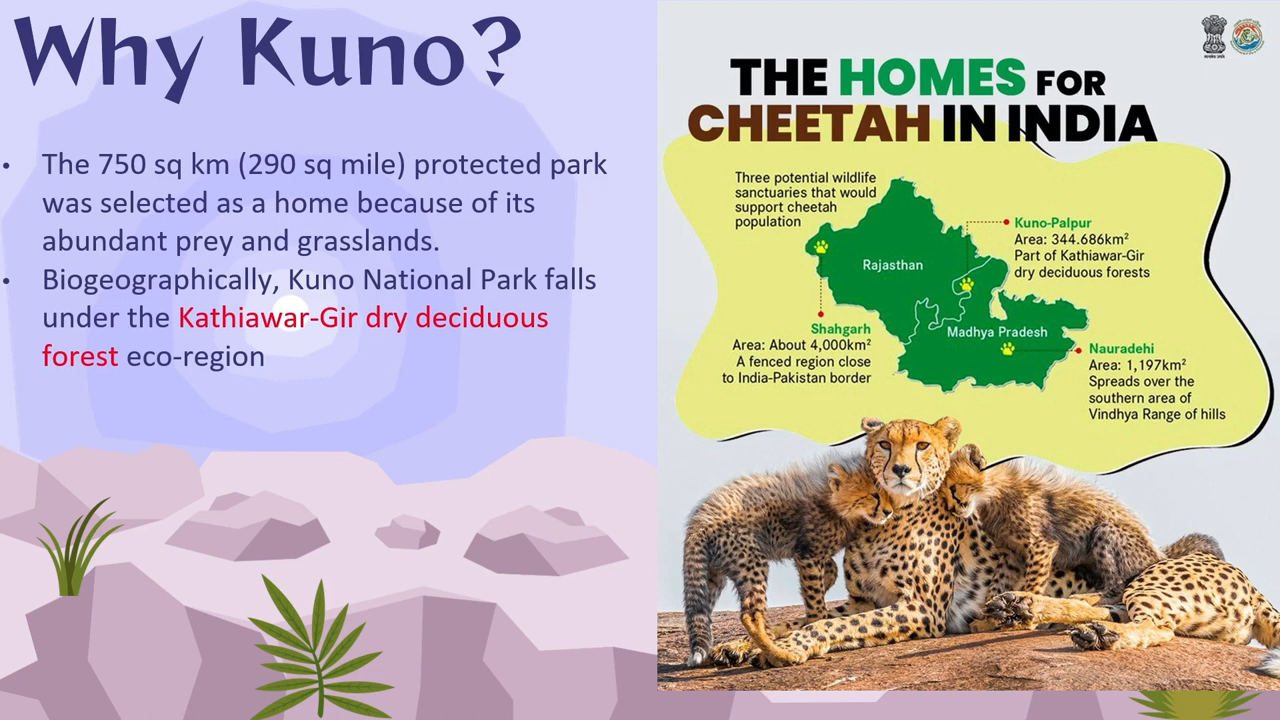 Why Kuno?
• The 750 sq km (290 sq mile) protected park
was selected as a home because of its
abundant prey and grasslands.
• Biogeographically, Kuno National Park falls
under the Kathiawar-Gir dry deciduous
forest eco-region
THE HOMES FOR
CHEETAH IN INDIA
Three potential wildlife
sanctuaries that would
support cheetah
population
Kuno-Palpur
Area: 344.686km²
Part of Kathiawar-Gir
dry deciduous forests
Rajasthan
Shahgarh
Area: About 4,000km²
A fenced region close
to India-Pakistan border
Madhya Pradesh
Nauradehi
Area: 1,197km²
Spreads over the
southern area of
Vindhya Range of hills